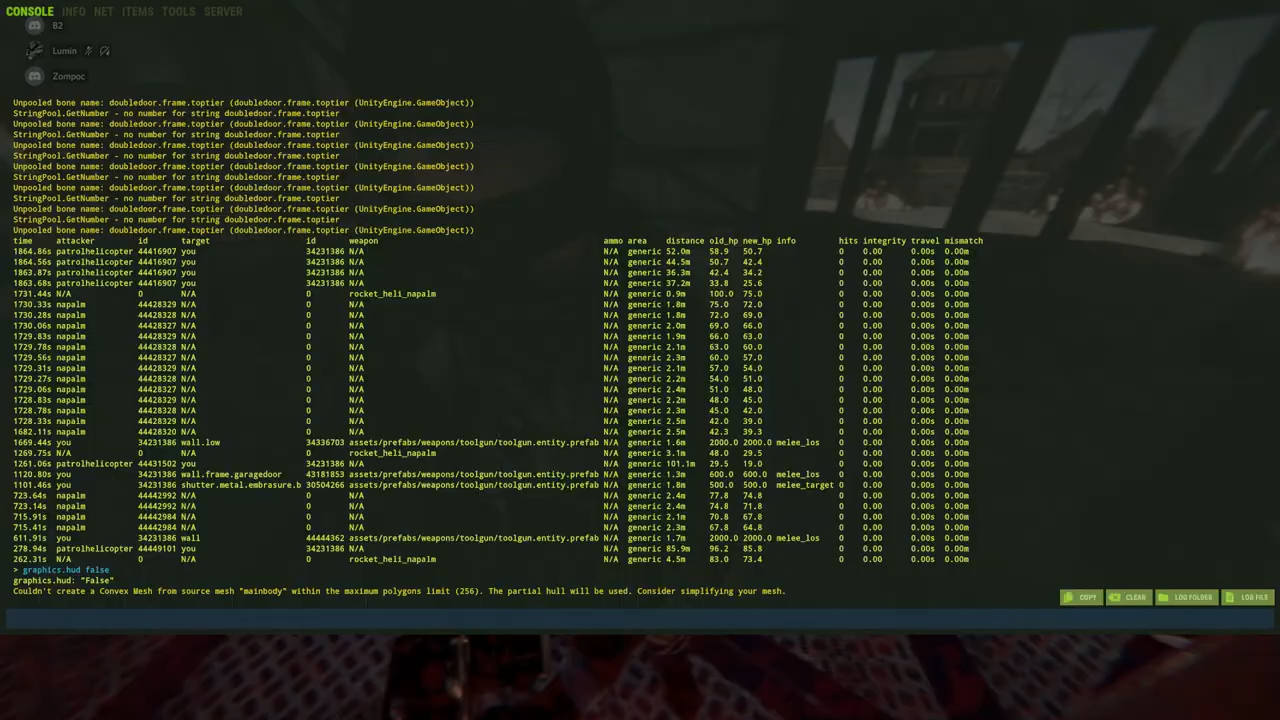 CONSOLE INFO NET ITEMS TOOLS SERVER
B2
Lumin
Zompoc
Unpooled bone name: doubledoor.frame.toptier (doubledoor.frame.toptier (UnityEngine.GameObject))
StringPool.GetNumber - no number for string doubledoor.frame.toptier
Unpooled bone name: doubledoor.frame.toptier (doubledoor.frame.toptier (UnityEngine.GameObject))
StringPool.GetNumber - no number for string doubledoor.frame.toptier
Unpooled bone name: doubledoor.frame.toptier (doubledoor.frame.toptier (UnityEngine.GameObject))
StringPool.GetNumber - no number for string doubledoor.frame.toptier
Unpooled bone name: doubledoor.frame.toptier (doubledoor.frame.toptier (UnityEngine.GameObject))
StringPool.GetNumber - no number for string doubledoor.frame.toptier
Unpooled bone name: doubledoor.frame.toptier (doubledoor.frame.toptier (UnityEngine.GameObject))
StringPool.GetNumber - no number for string doubledoor.frame.toptier
Unpooled bone name: doubledoor.frame.toptier (doubledoor.frame.toptier (UnityEngine.GameObject))
StringPool.GetNumber - no number for string doubledoor.frame.toptier
Unpooled bone name: doubledoor.frame.toptier (doubledoor.frame.toptier (UnityEngine.GameObject))
time attacker id target id weapon ammo area distance old_hp new_hp info hits integrity travel mismatch
1864.86s patrolhelicopter 44416907 you 34231386 N/A N/A generic 52.0m 58.9 50.7 0 0.00 0.00s 0.00m
1864.56s patrolhelicopter 44416907 you 34231386 N/A N/A generic 44.5m 50.7 42.4 0 0.00 0.00s 0.00m
1863.87s patrolhelicopter 44416907 you 34231386 N/A N/A generic 36.3m 42.4 34.2 0 0.00 0.00s 0.00m
1863.68s patrolhelicopter 44416907 you 34231386 N/A N/A generic 37.2m 33.8 25.6 0 0.00 0.00s 0.00m
1731.44s N/A 0 N/A 0 rocket_heli_napalm N/A generic 0.9m 100.0 75.0 0 0.00 0.00s 0.00m
1730.33s napalm 44428329 N/A 0 N/A N/A generic 1.8m 75.0 72.0 0 0.00 0.00s 0.00m
1730.28s napalm 44428328 N/A 0 N/A N/A generic 1.8m 72.0 69.0 0 0.00 0.00s 0.00m
1730.06s napalm 44428327 N/A 0 N/A N/A generic 2.0m 69.0 66.0 0 0.00 0.00s 0.00m
1729.83s napalm 44428329 N/A 0 N/A N/A generic 1.9m 66.0 63.0 0 0.00 0.00s 0.00m
1729.78s napalm 44428328 N/A 0 N/A N/A generic 2.1m 63.0 60.0 0 0.00 0.00s 0.00m
1729.56s napalm 44428327 N/A 0 N/A N/A generic 2.3m 60.0 57.0 0 0.00 0.00s 0.00m
1729.31s napalm 44428329 N/A 0 N/A N/A generic 2.1m 57.0 54.0 0 0.00 0.00s 0.00m
1729.27s napalm 44428328 N/A 0 N/A N/A generic 2.2m 54.0 51.0 0 0.00 0.00s 0.00m
1729.06s napalm 44428327 N/A 0 N/A N/A generic 2.4m 51.0 48.0 0 0.00 0.00s 0.00m
1728.83s napalm 44428329 N/A 0 N/A N/A generic 2.2m 48.0 45.0 0 0.00 0.00s 0.00m
1728.78s napalm 44428328 N/A 0 N/A N/A generic 2.3m 45.0 42.0 0 0.00 0.00s 0.00m
1728.33s napalm 44428329 N/A 0 N/A N/A generic 2.5m 42.0 39.0 0 0.00 0.00s 0.00m
1682.11s napalm 44428320 N/A 0 N/A N/A generic 2.5m 42.3 39.3 0 0.00 0.00s 0.00m
1669.44s you 34231386 wall.low 34336703 assets/prefabs/weapons/toolgun/toolgun.entity.prefab N/A generic 1.6m 2000.0 2000.0 melee_los 0 0.00 0.00s 0.00m
1269.75s N/A 0 N/A 0 rocket_heli_napalm N/A generic 3.1m 48.0 29.5 0 0.00 0.00s 0.00m
1261.06s patrolhelicopter 44431502 you 34231386 N/A N/A generic 101.1m 29.5 19.0 0 0.00 0.00s 0.00m
1120.80s you 34231386 wall.frame.garagedoor 43181853 assets/prefabs/weapons/toolgun/toolgun.entity.prefab N/A generic 1.3m 600.0 600.0 melee_los 0 0.00 0.00s 0.00m
1101.46s you 34231386 shutter.metal.embrasure.b 30504266 assets/prefabs/weapons/toolgun/toolgun.entity.prefab N/A generic 1.8m 500.0 500.0 melee_target 0 0.00 0.00s 0.00m
723.64s napalm 44442992 N/A 0 N/A N/A generic 2.4m 77.8 74.8 0 0.00 0.00s 0.00m
723.14s napalm 44442992 N/A 0 N/A N/A generic 2.4m 74.8 71.8 0 0.00 0.00s 0.00m
715.91s napalm 44442984 N/A 0 N/A N/A generic 2.1m 70.8 67.8 0 0.00 0.00s 0.00m
715.41s napalm 44442984 N/A 0 N/A N/A generic 2.3m 67.8 64.8 0 0.00 0.00s 0.00m
611.91s you 34231386 wall 44444362 assets/prefabs/weapons/toolgun/toolgun.entity.prefab N/A generic 1.7m 2000.0 2000.0 melee_los 0 0.00 0.00s 0.00m
278.94s patrolhelicopter 44449101 you 34231386 N/A N/A generic 85.9m 96.2 85.8 0 0.00 0.00s 0.00m
262.31s N/A 0 N/A 0 rocket_heli_napalm N/A generic 4.5m 83.0 73.4 0 0.00 0.00s 0.00m
> graphics.hud false
graphics.hud: "False"
Couldn't create a Convex Mesh from source mesh "mainbody" within the maximum polygons limit (256). The partial hull will be used. Consider simplifying your mesh.
COPY CLEAR LOG FOLDER LOG FILE